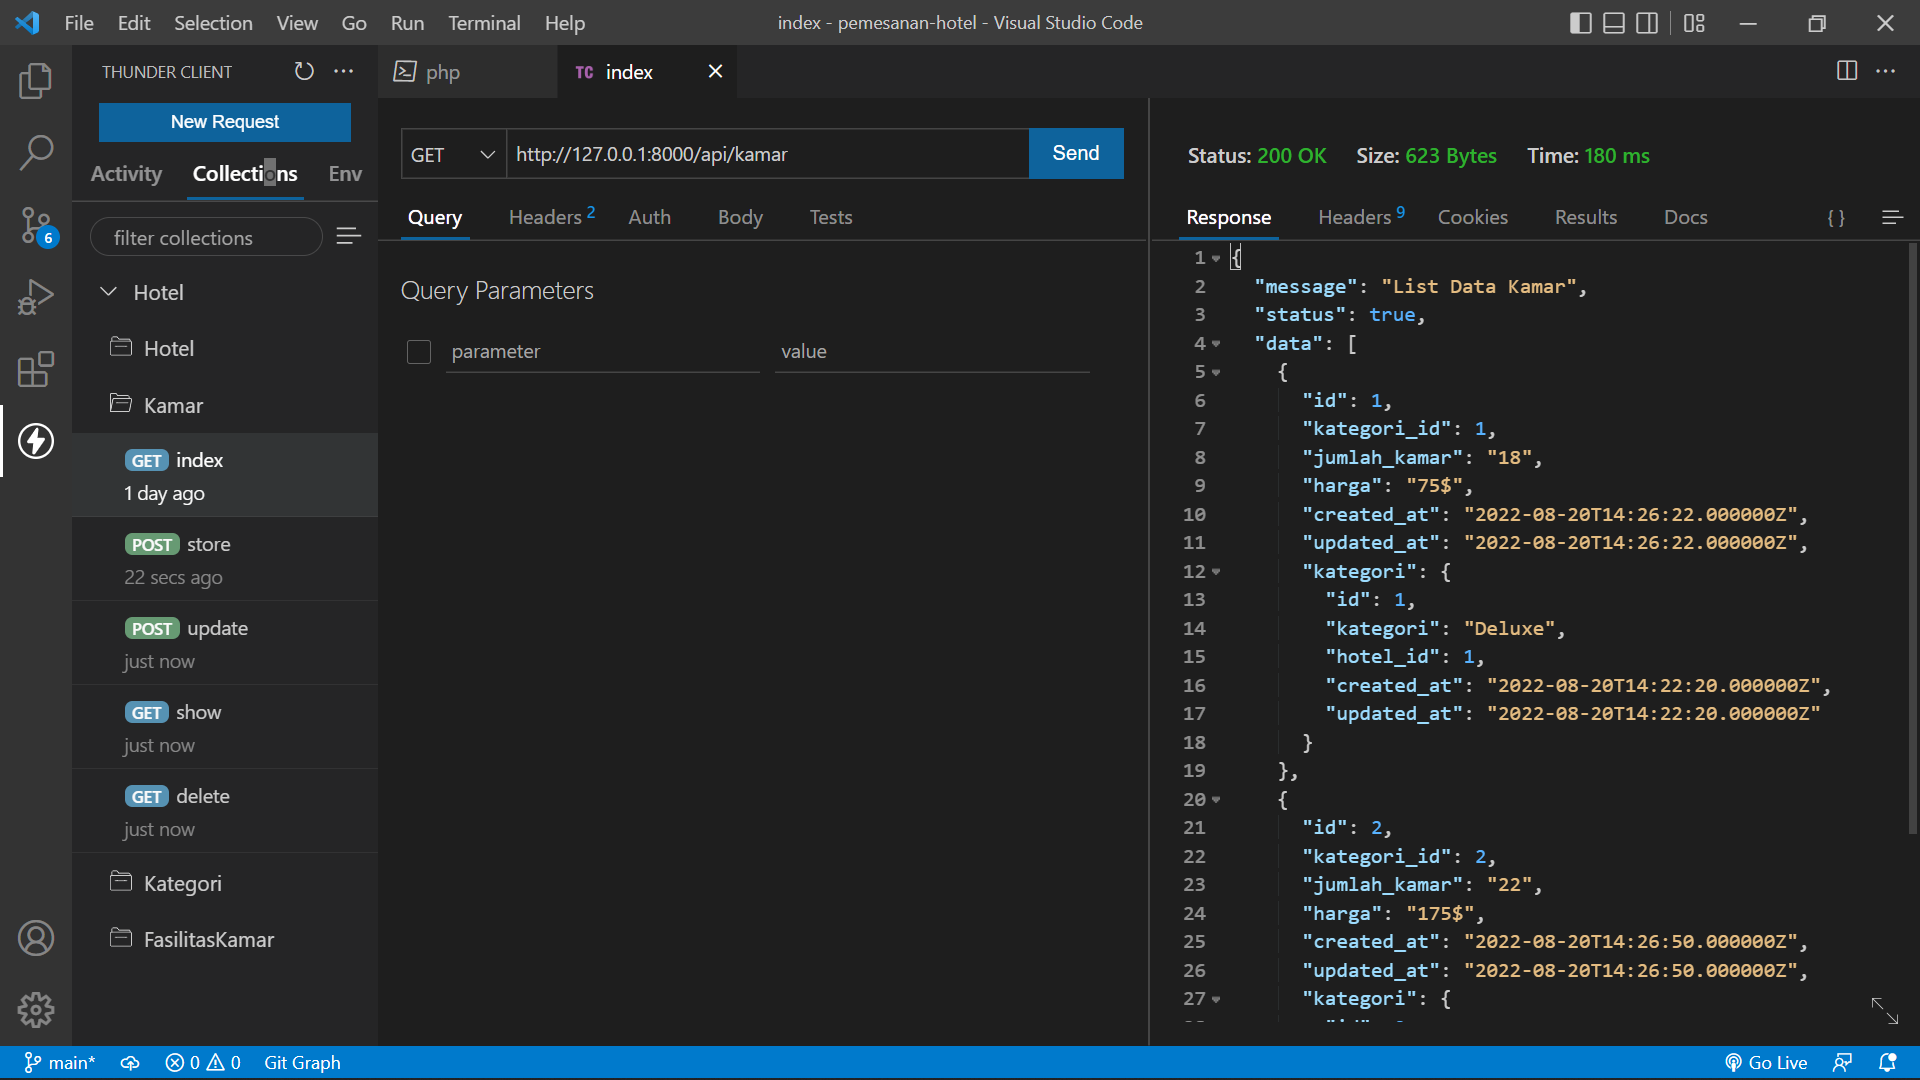 File Edit Selection View Go Run Terminal Help
index - pemesanan-hotel - Visual Studio Code
THUNDER CLIENT
New Request
Activity Collections Env
filter collections
Hotel
Hotel
Kamar
GET index
1 day ago
POST store
22 secs ago
POST update
just now
GET show
just now
GET delete
just now
Kategori
FasilitasKamar
6
php
TC index
GET http://127.0.0.1:8000/api/kamar Send
Query Headers 2 Auth Body Tests
Query Parameters
parameter value
Status: 200 OK Size: 623 Bytes Time: 180 ms
Response Headers 9 Cookies Results Docs { }
1 {
2 "message": "List Data Kamar",
3 "status": true,
4 "data": [
5 {
6 "id": 1,
7 "kategori_id": 1,
8 "jumlah_kamar": "18",
9 "harga": "75$",
10 "created_at": "2022-08-20T14:26:22.000000Z",
11 "updated_at": "2022-08-20T14:26:22.000000Z",
12 "kategori": {
13 "id": 1,
14 "kategori": "Deluxe",
15 "hotel_id": 1,
16 "created_at": "2022-08-20T14:22:20.000000Z",
17 "updated_at": "2022-08-20T14:22:20.000000Z"
18 }
19 },
20 {
21 "id": 2,
22 "kategori_id": 2,
23 "jumlah_kamar": "22",
24 "harga": "175$",
25 "created_at": "2022-08-20T14:26:50.000000Z",
26 "updated_at": "2022-08-20T14:26:50.000000Z",
27 "kategori": {
main* 0 0 Git Graph
Go Live